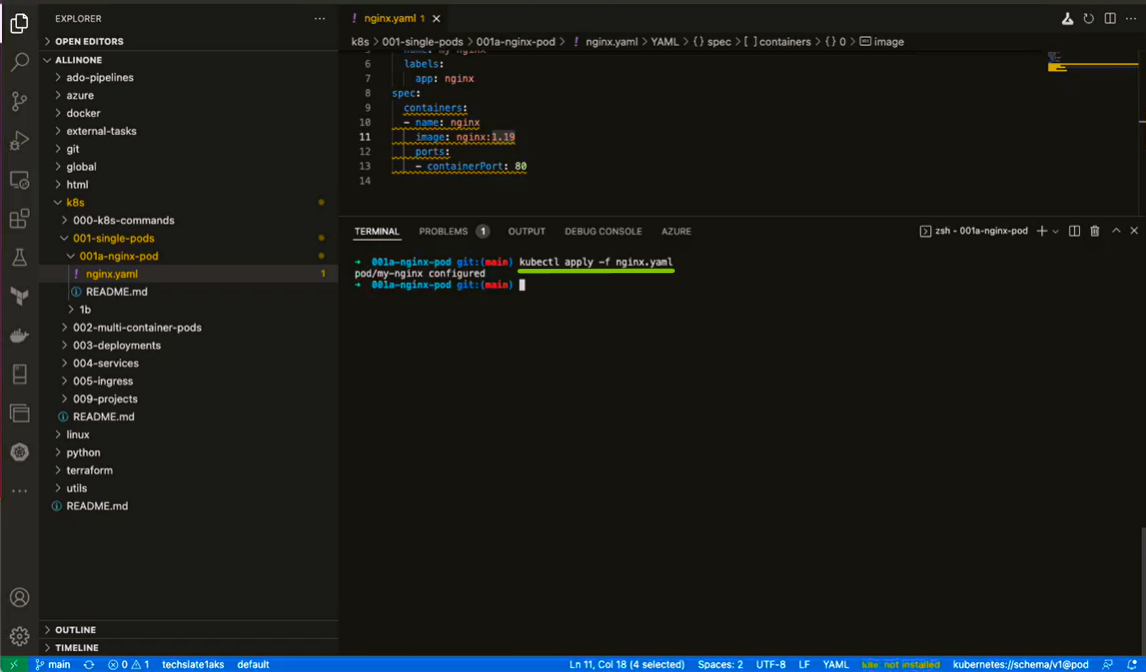 EXPLORER
OPEN EDITORS
ALLINONE
ado-pipelines
azure
docker
external-tasks
git
global
html
k8s
000-k8s-commands
001-single-pods
001a-nginx-pod
! nginx.yaml 1
README.md
1b
002-multi-container-pods
003-deployments
004-services
005-ingress
009-projects
README.md
linux
python
terraform
utils
README.md
OUTLINE
TIMELINE
! nginx.yaml 1
k8s > 001-single-pods > 001a-nginx-pod > ! nginx.yaml > YAML > {} spec > [ ] containers > {} 0 > image
5 name: my-nginx
6 labels:
7 app: nginx
8 spec:
9 containers:
10 - name: nginx
11 image: nginx:1.19
12 ports:
13 - containerPort: 80
14
TERMINAL PROBLEMS 1 OUTPUT DEBUG CONSOLE AZURE zsh - 001a-nginx-pod
→ 001a-nginx-pod git:(main) kubectl apply -f nginx.yaml
pod/my-nginx configured
→ 001a-nginx-pod git:(main)
main 0 1 techslate1aks default Ln 11, Col 18 (4 selected) Spaces: 2 UTF-8 LF YAML kite: not installed kubernetes://schema/v1@pod